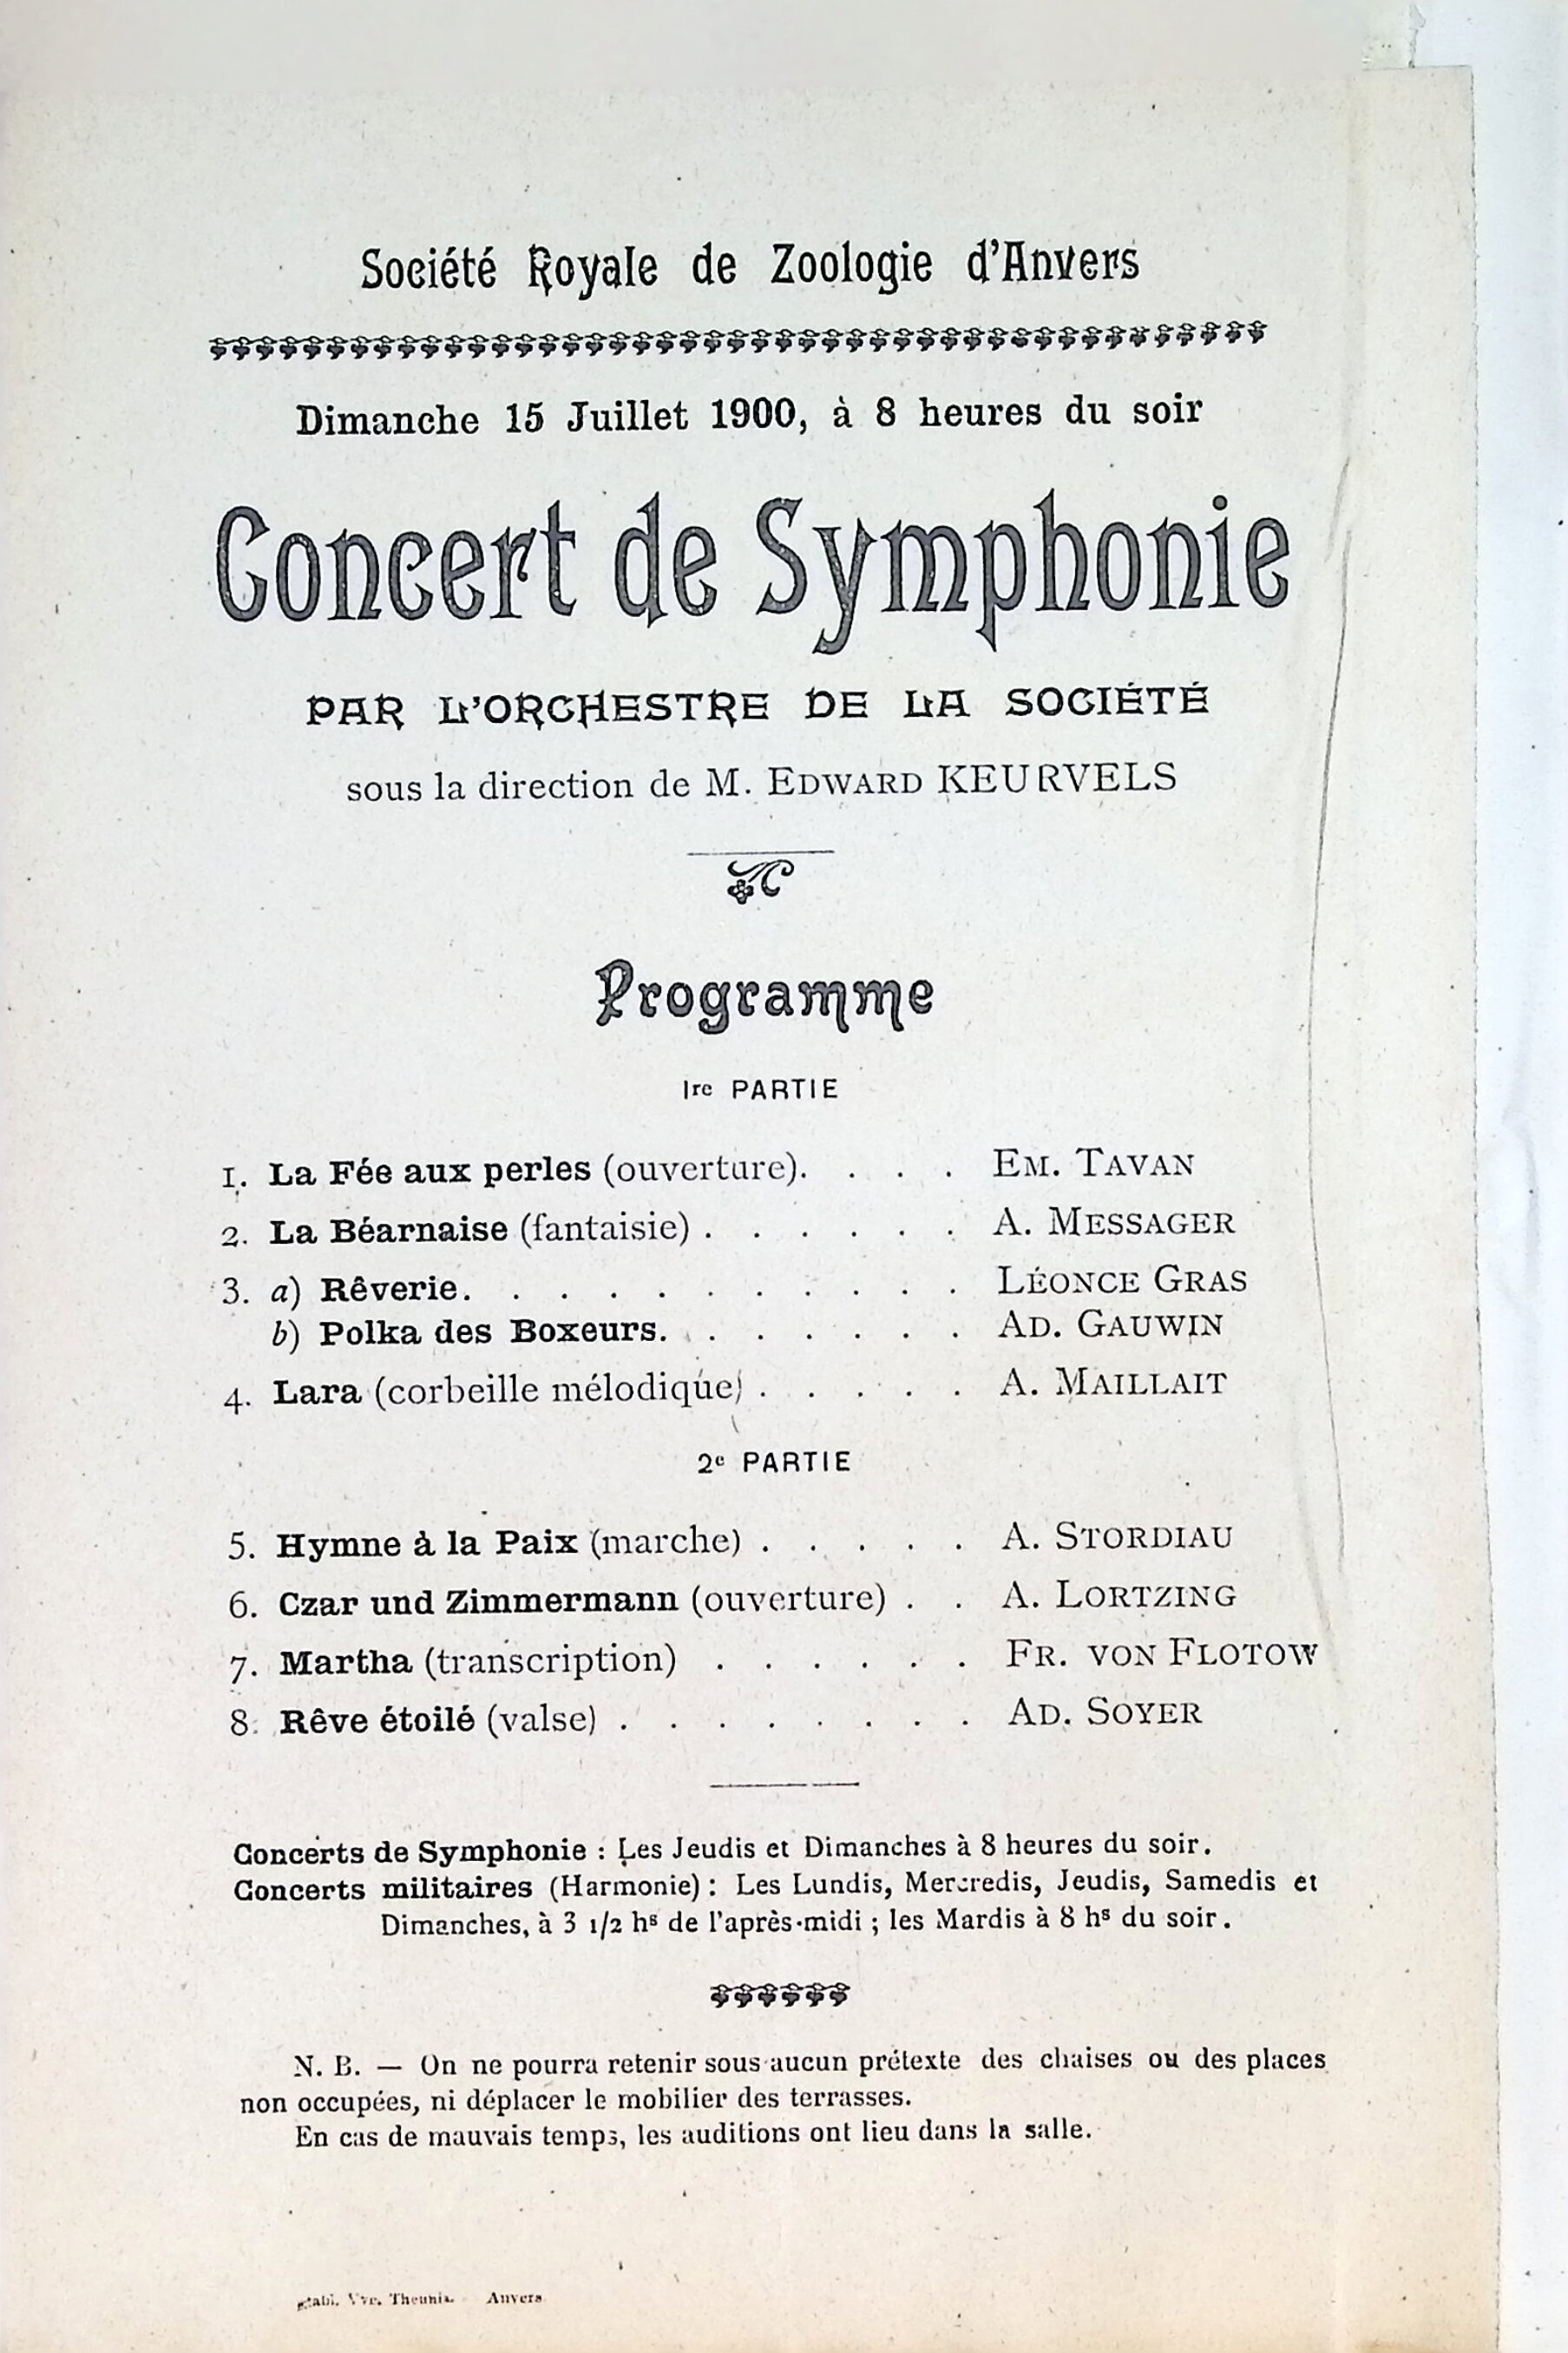 Société Royale de Zoologie d'Anvers
Dimanche 15 Juillet 1900, à 8 heures du soir
Concert de Symphonie
PAR L'ORCHESTRE DE LA SOCIÉTÉ
sous la direction de M. EDWARD KEURVELS
Programme
1re PARTIE
1. La Fée aux perles (ouverture). . . . EM. TAVAN
2. La Béarnaise (fantaisie) . . . . . . A. MESSAGER
3. a) Rêverie. . . . . . . . . . . LÉONCE GRAS
b) Polka des Boxeurs. . . . . . . AD. GAUWIN
4. Lara (corbeille mélodique) . . . . . A. MAILLAIT
2e PARTIE
5. Hymne à la Paix (marche) . . . . . A. STORDIAU
6. Czar und Zimmermann (ouverture) . . A. LORTZING
7. Martha (transcription) . . . . . . FR. VON FLOTOW
8. Rêve étoilé (valse) . . . . . . . . AD. SOYER
Concerts de Symphonie : Les Jeudis et Dimanches à 8 heures du soir.
Concerts militaires (Harmonie) : Les Lundis, Mercredis, Jeudis, Samedis et
Dimanches, à 3 1/2 hs de l'après-midi ; les Mardis à 8 hs du soir.
N. B. — On ne pourra retenir sous aucun prétexte des chaises ou des places
non occupées, ni déplacer le mobilier des terrasses.
En cas de mauvais temps, les auditions ont lieu dans la salle.
Vve. Theunis. Anvers